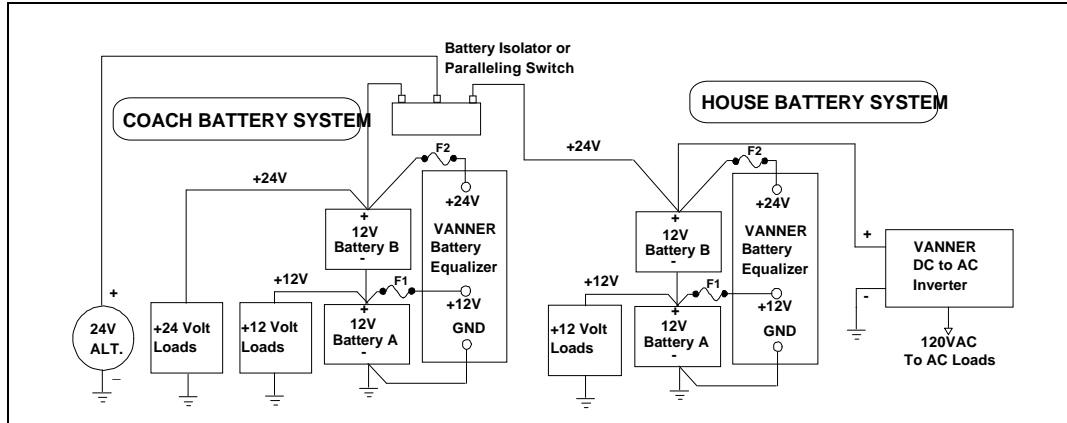 Battery Isolator or
Paralleling Switch
COACH BATTERY SYSTEM
HOUSE BATTERY SYSTEM
F2
+24V
+24V
VANNER
Battery
Equalizer
+
12V
Battery B
-
+24V
+12V
F1
+12V
GND
+
12V
Battery A
-
+24 Volt
Loads
+12 Volt
Loads
+
24V
ALT.
–
+24V
F2
+24V
VANNER
Battery
Equalizer
+
12V
Battery B
-
+12V
F1
+12V
GND
+
12V
Battery A
-
+12 Volt
Loads
+
-
VANNER
DC to AC
Inverter
120VAC
To AC Loads